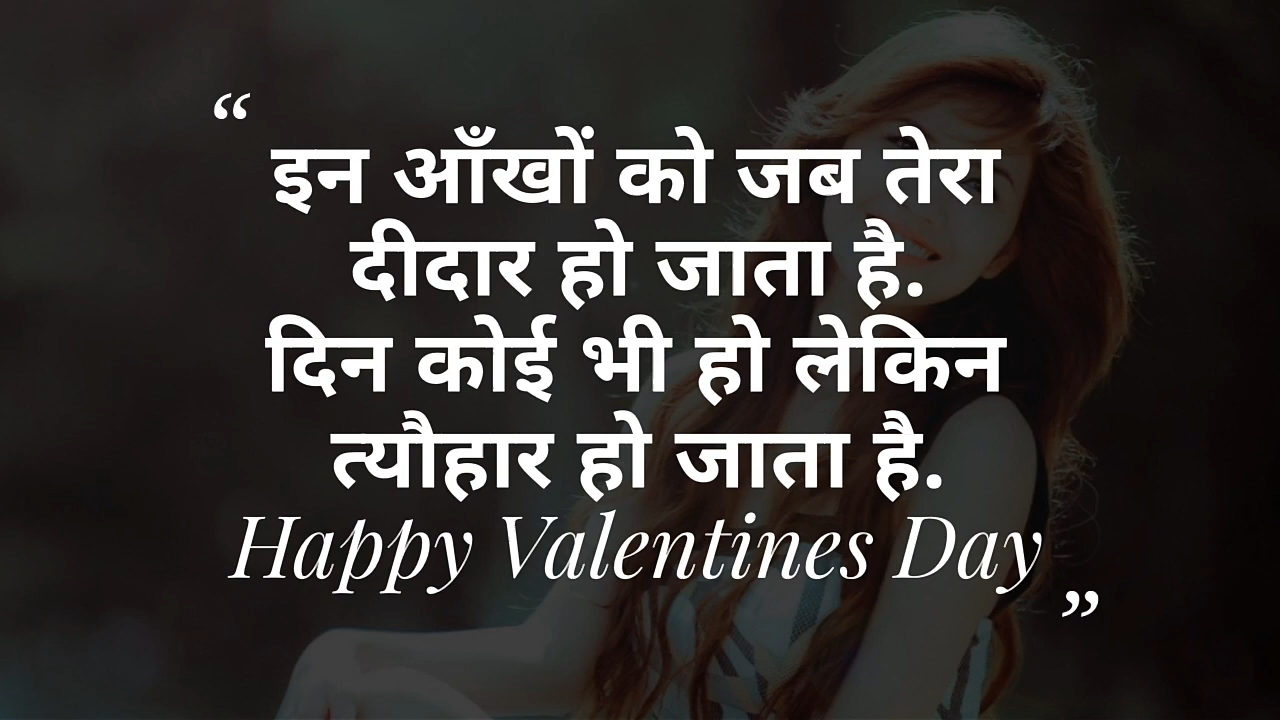 “
इन आँखों को जब तेरा
दीदार हो जाता है.
दिन कोई भी हो लेकिन
त्यौहार हो जाता है.
Happy Valentines Day
”